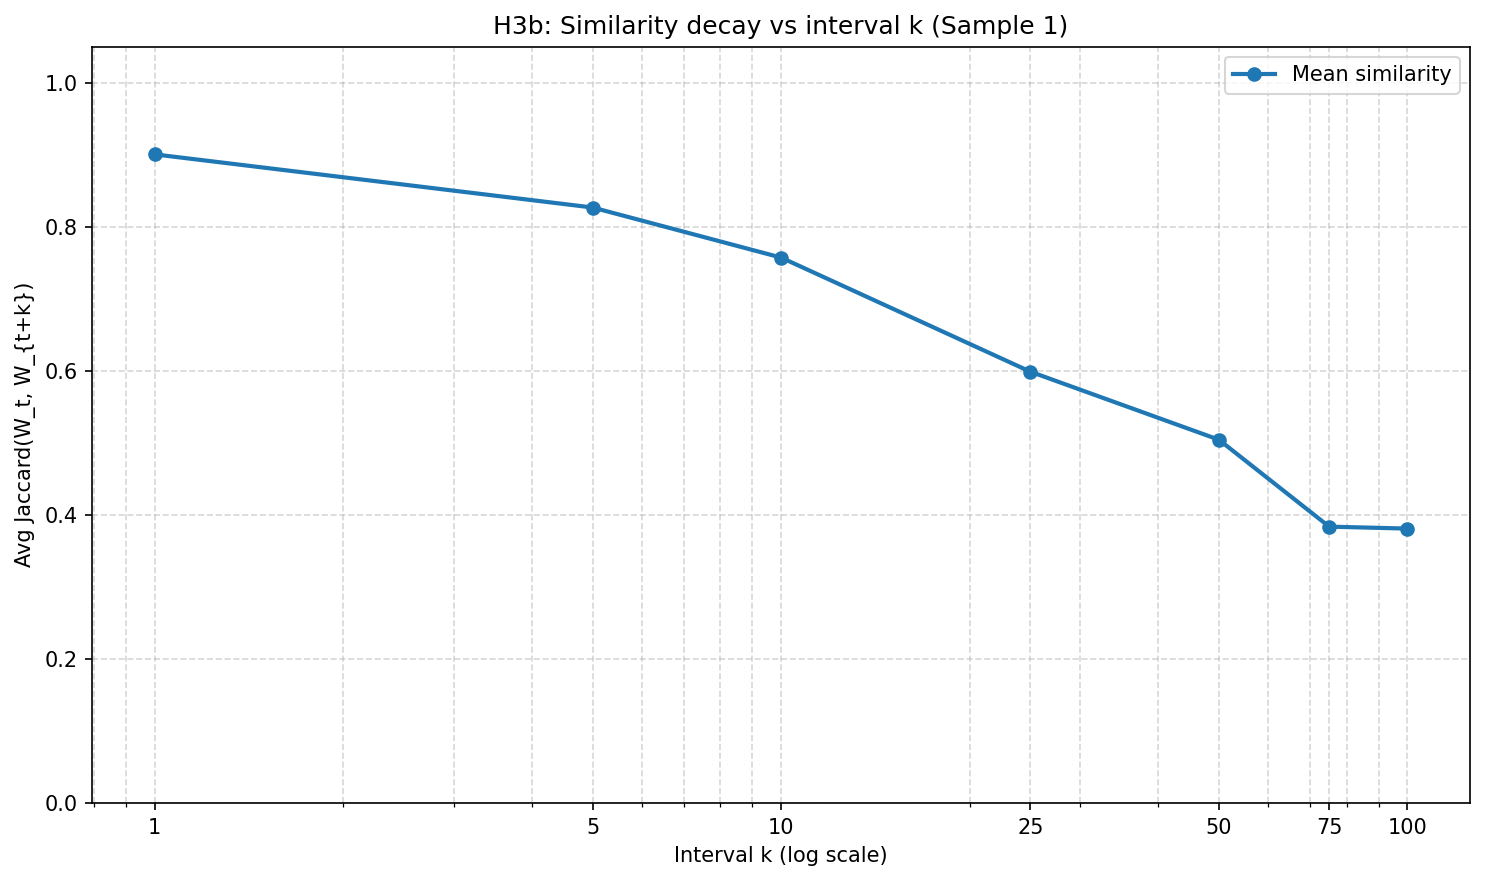 H3b: Similarity decay vs interval k (Sample 1)
Mean similarity
Avg Jaccard(W_t, W_{t+k})
1.0
0.8
0.6
0.4
0.2
0.0
1 5 10 25 50 75 100
Interval k (log scale)